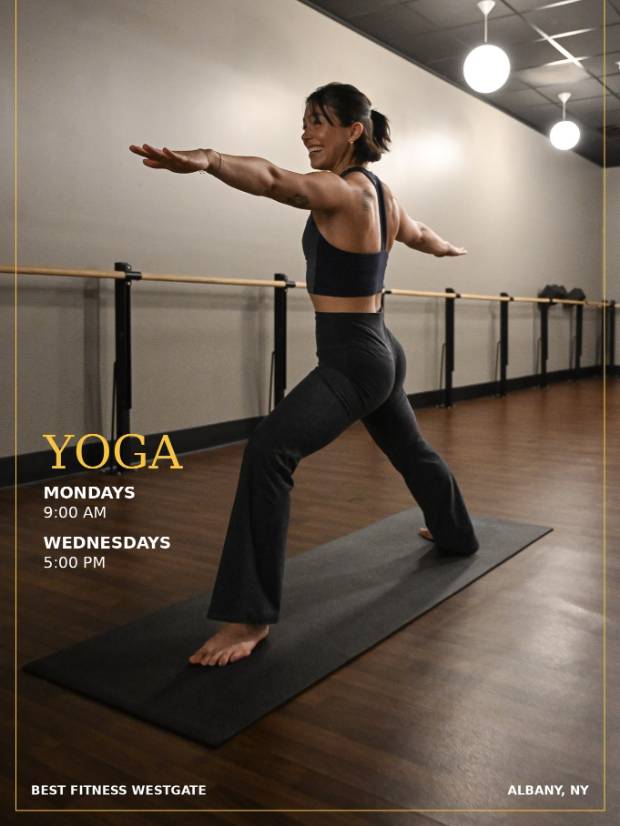 YOGA
MONDAYS
9:00 AM
WEDNESDAYS
5:00 PM
BEST FITNESS WESTGATE
ALBANY, NY